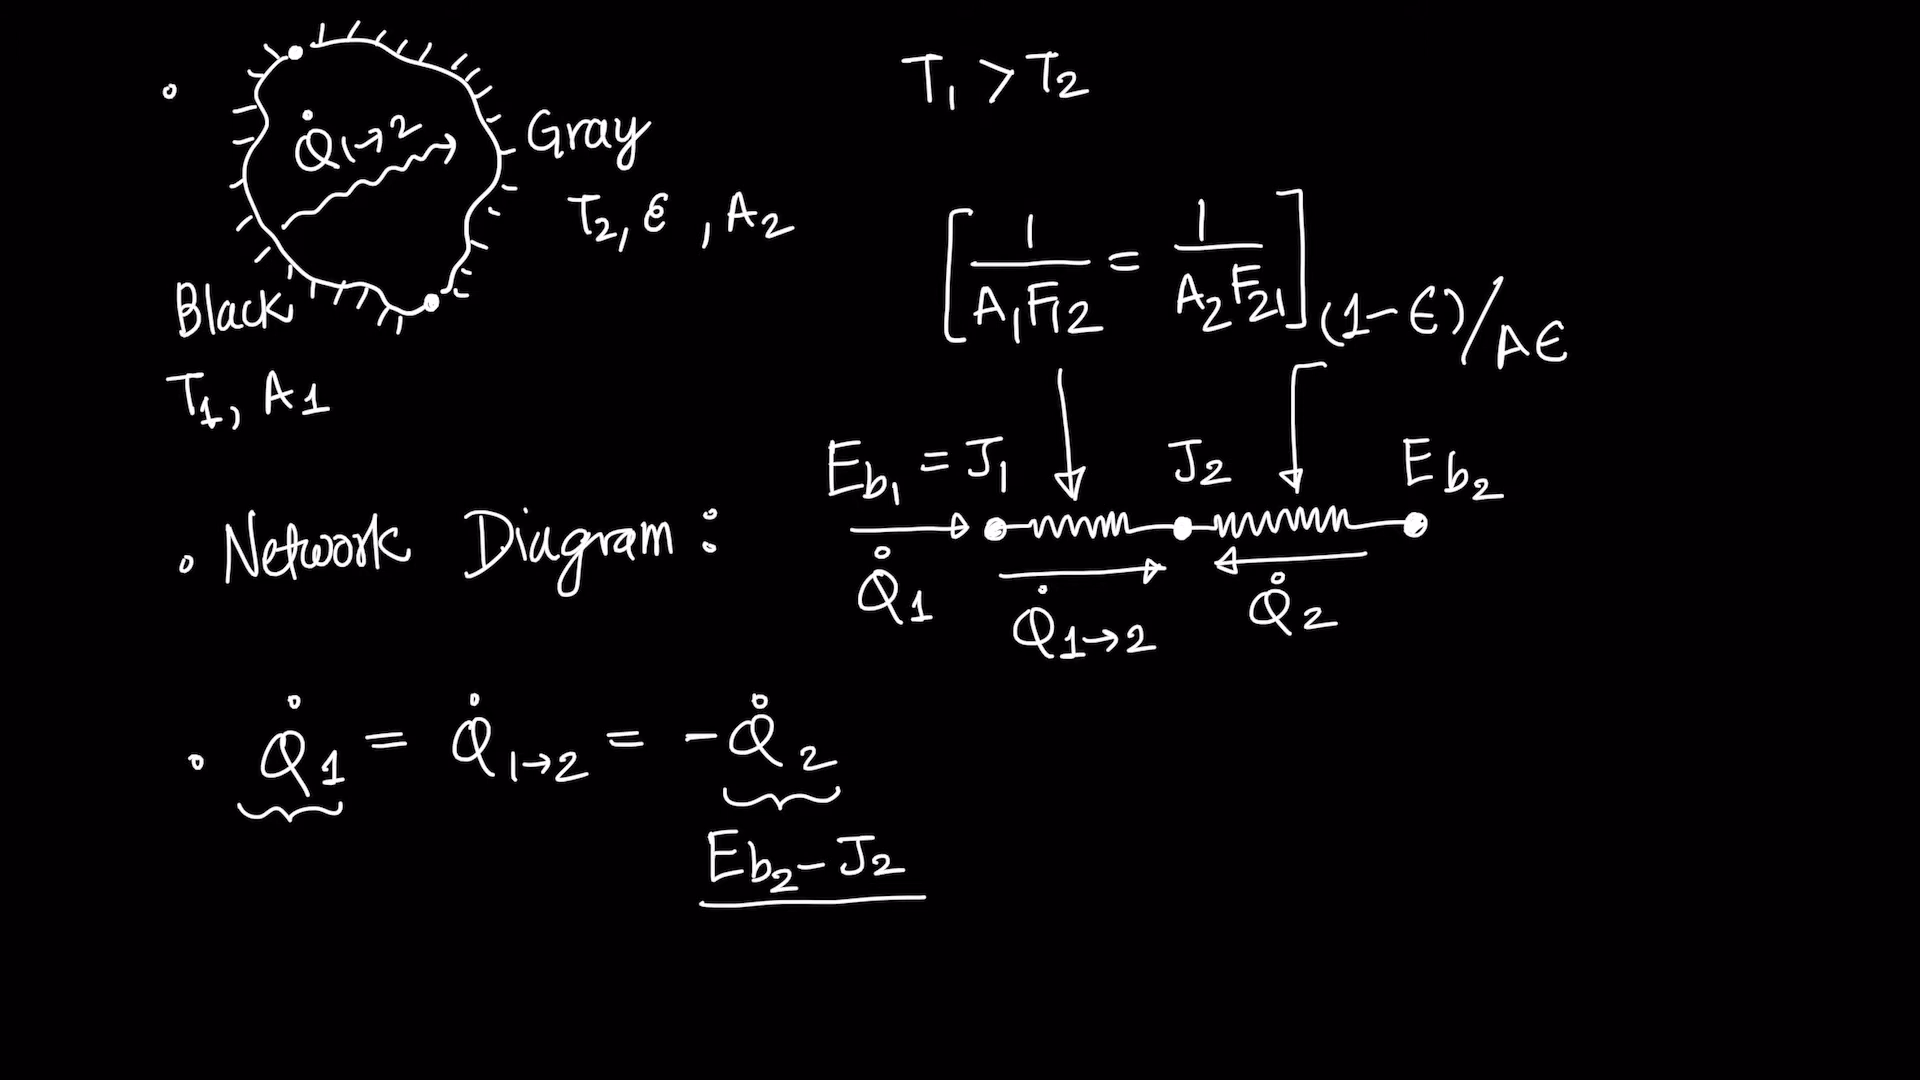 T₁ > T₂
Q̇₁→₂
Gray
T₂, ϵ, A₂
Black
T₁, A₁
[1/(A₁F₁₂) = 1/(A₂F₂₁)]
(1-ϵ)/Aϵ
Eb₁ = J₁ J₂ Eb₂
Network Diagram:
Q̇₁ Q̇₁→₂ Q̇₂
Q̇₁ = Q̇₁→₂ = -Q̇₂
Eb₂ - J₂